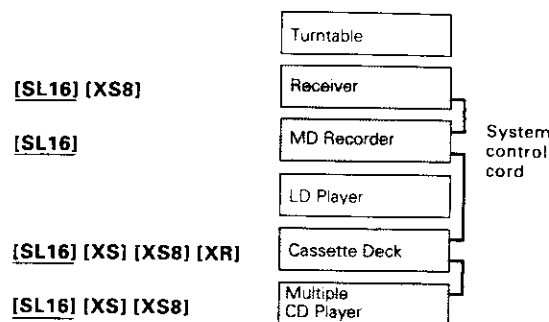 Turntable
[SL16] [XS8]
Receiver
[SL16]
MD Recorder
System
control
cord
LD Player
[SL16] [XS] [XS8] [XR]
Cassette Deck
[SL16] [XS] [XS8]
Multiple
CD Player